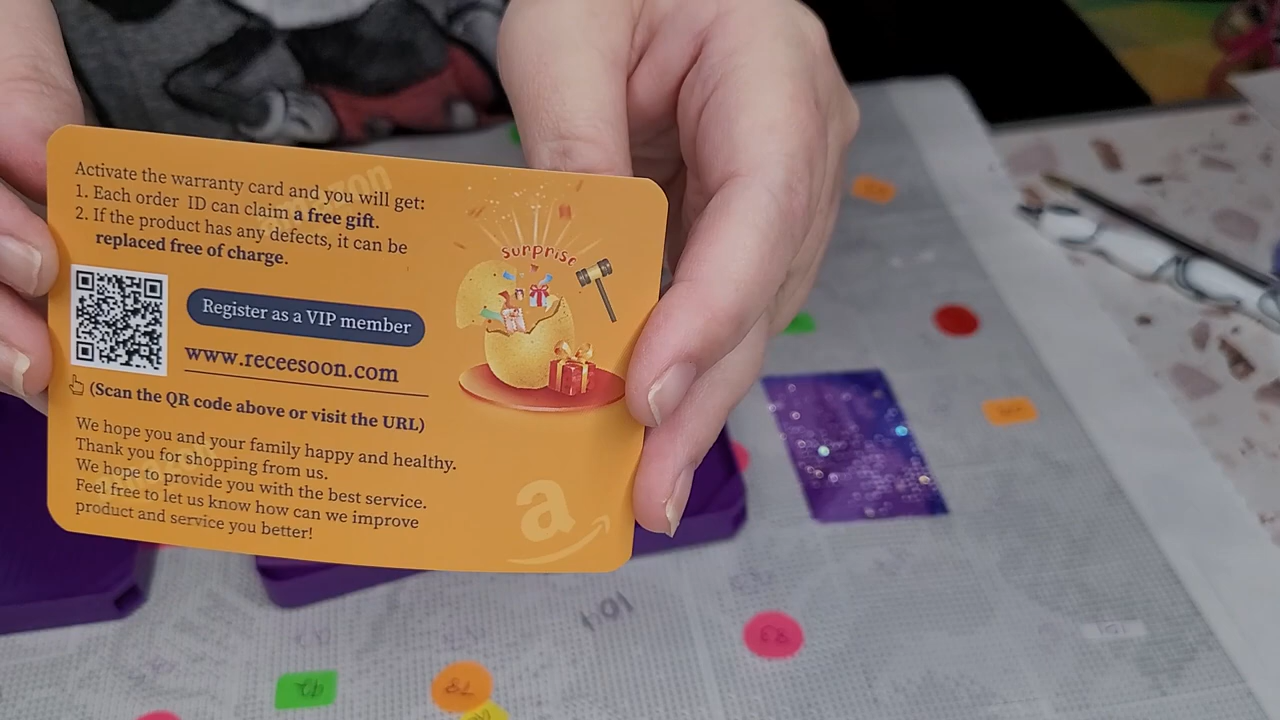 Activate the warranty card and you will get:
1. Each order ID can claim a free gift.
2. If the product has any defects, it can be
replaced free of charge.
Surprise
Register as a VIP member
www.receesoon.com
(Scan the QR code above or visit the URL)
We hope you and your family happy and healthy.
Thank you for shopping from us.
We hope to provide you with the best service.
Feel free to let us know how can we improve
product and service you better!
a
101
83
92
78